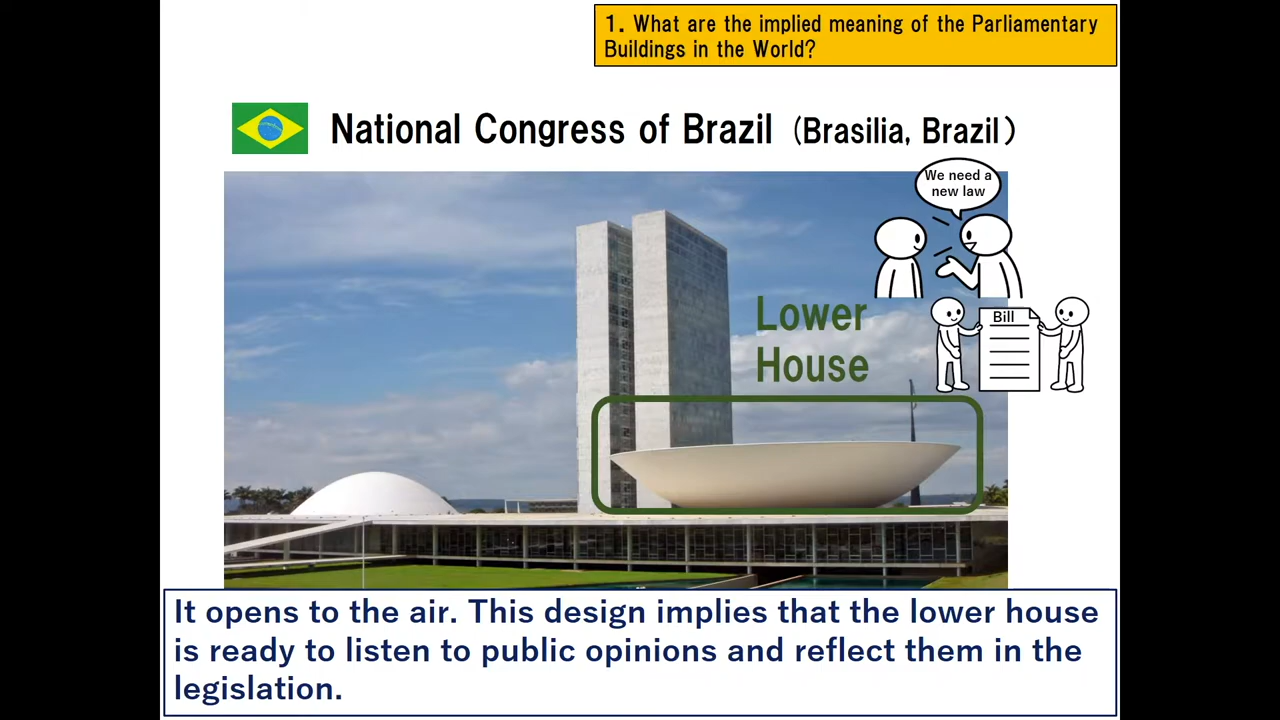 1. What are the implied meaning of the Parliamentary
Buildings in the World?
National Congress of Brazil (Brasilia, Brazil)
We need a
new law
Lower
House
Bill
It opens to the air. This design implies that the lower house
is ready to listen to public opinions and reflect them in the
legislation.